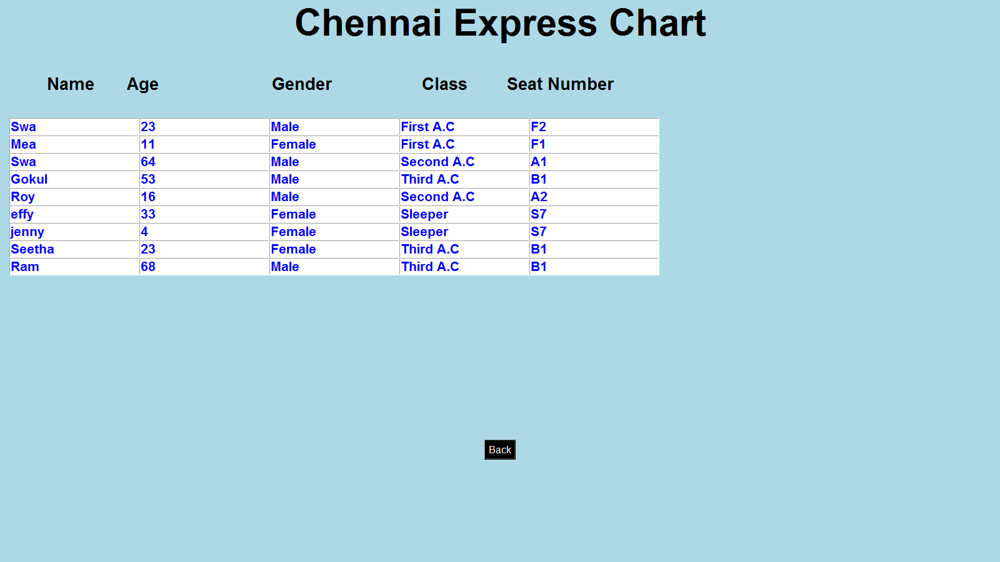 Chennai Express Chart
Name Age Gender Class Seat Number
Swa 23 Male First A.C F2
Mea 11 Female First A.C F1
Swa 64 Male Second A.C A1
Gokul 53 Male Third A.C B1
Roy 16 Male Second A.C A2
effy 33 Female Sleeper S7
jenny 4 Female Sleeper S7
Seetha 23 Female Third A.C B1
Ram 68 Male Third A.C B1
Back